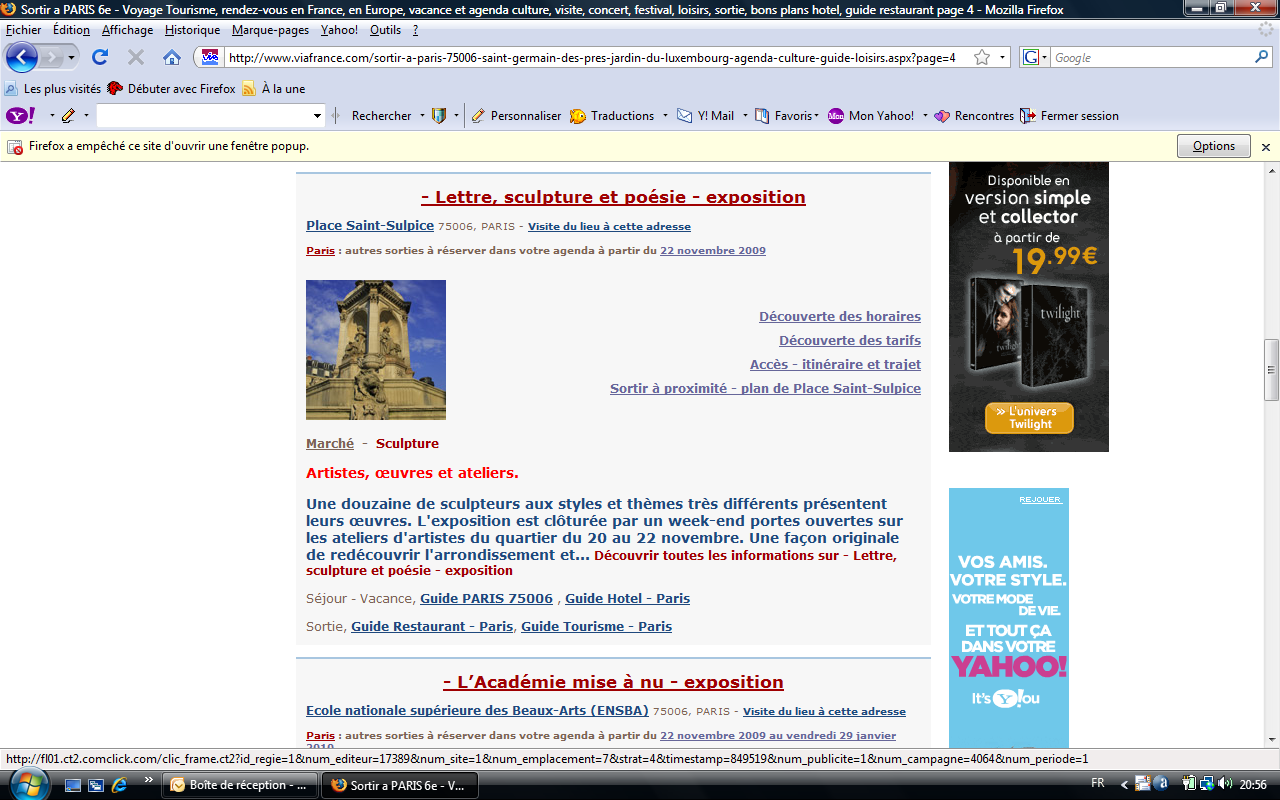 Sortir a PARIS 6e - Voyage Tourisme, rendez-vous en France, en Europe, vacance et agenda culture, visite, concert, festival, loisirs, sortie, bons plans hotel, guide restaurant page 4 - Mozilla Firefox
Fichier Édition Affichage Historique Marque-pages Yahoo! Outils ?
http://www.viafrance.com/sortir-a-paris-75006-saint-germain-des-pres-jardin-du-luxembourg-agenda-culture-guide-loisirs.aspx?page=4 Google
Les plus visités Débuter avec Firefox À la une
Y! Rechercher Personnaliser Traductions Y! Mail Favoris Mon Yahoo! Rencontres Fermer session
Firefox a empêché ce site d'ouvrir une fenêtre popup. Options
- Lettre, sculpture et poésie - exposition
Place Saint-Sulpice 75006, PARIS - Visite du lieu à cette adresse
Paris : autres sorties à réserver dans votre agenda à partir du 22 novembre 2009
Découverte des horaires
Découverte des tarifs
Accès - itinéraire et trajet
Sortir à proximité - plan de Place Saint-Sulpice
Marché - Sculpture
Artistes, œuvres et ateliers.
Une douzaine de sculpteurs aux styles et thèmes très différents présentent
leurs œuvres. L'exposition est clôturée par un week-end portes ouvertes sur
les ateliers d'artistes du quartier du 20 au 22 novembre. Une façon originale
de redécouvrir l'arrondissement et... Découvrir toutes les informations sur - Lettre,
sculpture et poésie - exposition
Séjour - Vacance, Guide PARIS 75006 , Guide Hotel - Paris
Sortie, Guide Restaurant - Paris, Guide Tourisme - Paris
- L’Académie mise à nu - exposition
Ecole nationale supérieure des Beaux-Arts (ENSBA) 75006, PARIS - Visite du lieu à cette adresse
Paris : autres sorties à réserver dans votre agenda à partir du 22 novembre 2009 au vendredi 29 janvier
2010
Disponible en
version simple
et collector
à partir de
19.99€
twilight
twilight
» L'univers
Twilight
REJOUER
VOS AMIS.
VOTRE STYLE.
VOTRE MODE
DE VIE.
ET TOUT ÇA
DANS VOTRE
YAHOO!
It's Y!ou
http://fl01.ct2.comclick.com/clic_frame.ct2?id_regie=1&num_editeur=17389&num_site=1&num_emplacement=7&strat=4&timestamp=849519&num_publicite=1&num_campagne=4064&num_periode=1
» Boîte de réception - ... Sortir a PARIS 6e - V... FR 20:56